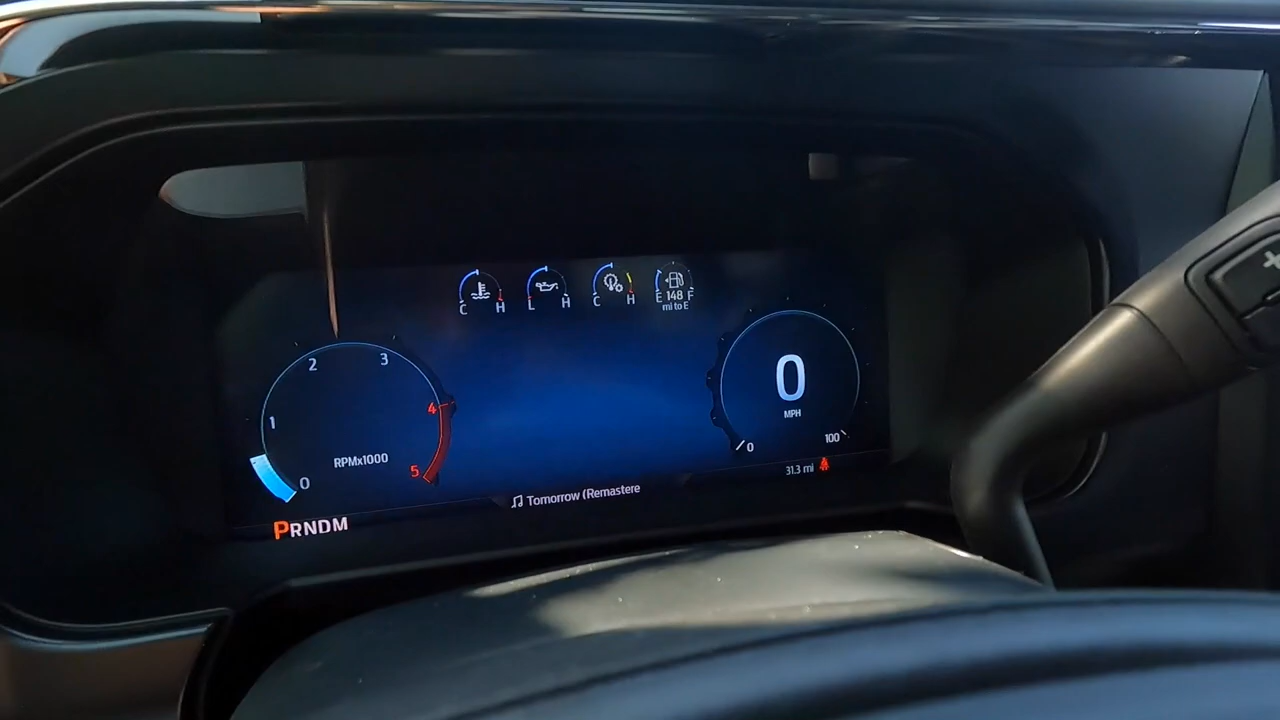 C H
L H
C H
E 148 F
mi to E
2 3
1 4
0 5
RPMx1000
0
MPH
0 100
31.3 mi
Tomorrow (Remastere
PRNDM
+